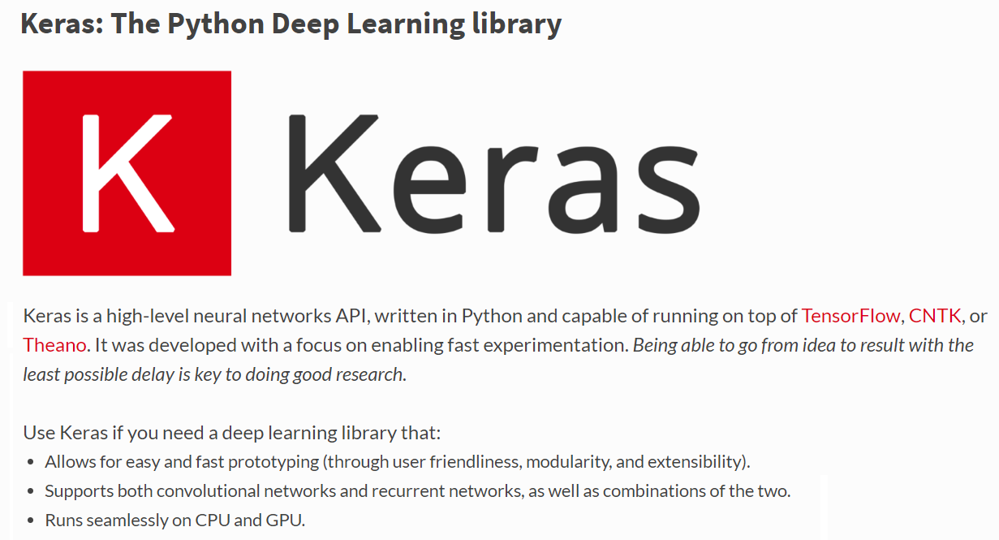 Keras: The Python Deep Learning library
K Keras
Keras is a high-level neural networks API, written in Python and capable of running on top of TensorFlow, CNTK, or
Theano. It was developed with a focus on enabling fast experimentation. Being able to go from idea to result with the
least possible delay is key to doing good research.
Use Keras if you need a deep learning library that:
• Allows for easy and fast prototyping (through user friendliness, modularity, and extensibility).
• Supports both convolutional networks and recurrent networks, as well as combinations of the two.
• Runs seamlessly on CPU and GPU.